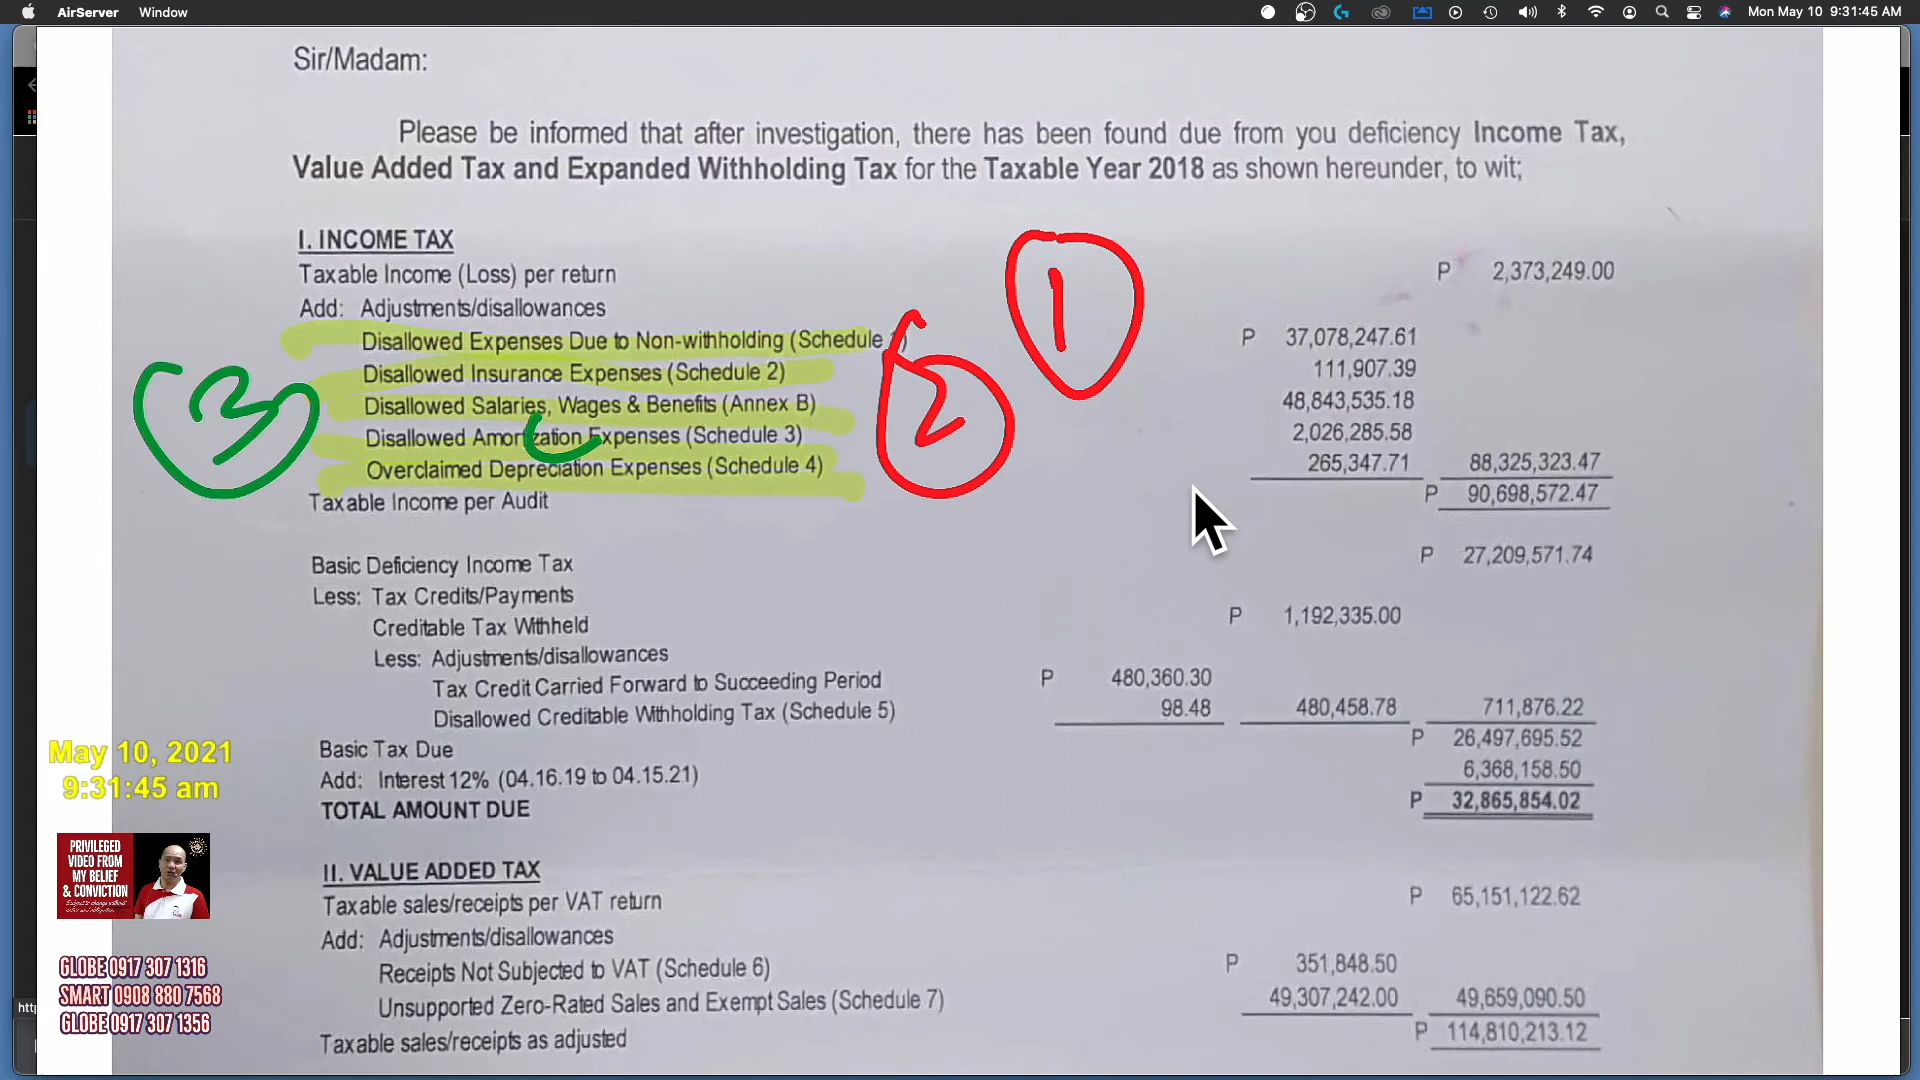 AirServer Window Mon May 10 9:31:45 AM
Sir/Madam:
Please be informed that after investigation, there has been found due from you deficiency Income Tax,
Value Added Tax and Expanded Withholding Tax for the Taxable Year 2018 as shown hereunder, to wit;
I. INCOME TAX
Taxable Income (Loss) per return P 2,373,249.00
Add: Adjustments/disallowances
Disallowed Expenses Due to Non-withholding (Schedule P 37,078,247.61
Disallowed Insurance Expenses (Schedule 2) 111,907.39
Disallowed Salaries, Wages & Benefits (Annex B) 48,843,535.18
Disallowed Amortization Expenses (Schedule 3) 2,026,285.58
Overclaimed Depreciation Expenses (Schedule 4) 265,347.71 88,325,323.47
Taxable Income per Audit P 90,698,572.47
1
2
3
Basic Deficiency Income Tax P 27,209,571.74
Less: Tax Credits/Payments
Creditable Tax Withheld P 1,192,335.00
Less: Adjustments/disallowances
Tax Credit Carried Forward to Succeeding Period P 480,360.30
Disallowed Creditable Withholding Tax (Schedule 5) 98.48 480,458.78 711,876.22
Basic Tax Due P 26,497,695.52
Add: Interest 12% (04.16.19 to 04.15.21) 6,368,158.50
TOTAL AMOUNT DUE P 32,865,854.02
II. VALUE ADDED TAX
Taxable sales/receipts per VAT return P 65,151,122.62
Add: Adjustments/disallowances
Receipts Not Subjected to VAT (Schedule 6) P 351,848.50
Unsupported Zero-Rated Sales and Exempt Sales (Schedule 7) 49,307,242.00 49,659,090.50
Taxable sales/receipts as adjusted P 114,810,213.12
May 10, 2021
9:31:45 am
PRIVILEGED
VIDEO FROM
MY BELIEF
& CONVICTION
GLOBE 0917 307 1316
SMART 0908 880 7568
GLOBE 0917 307 1356